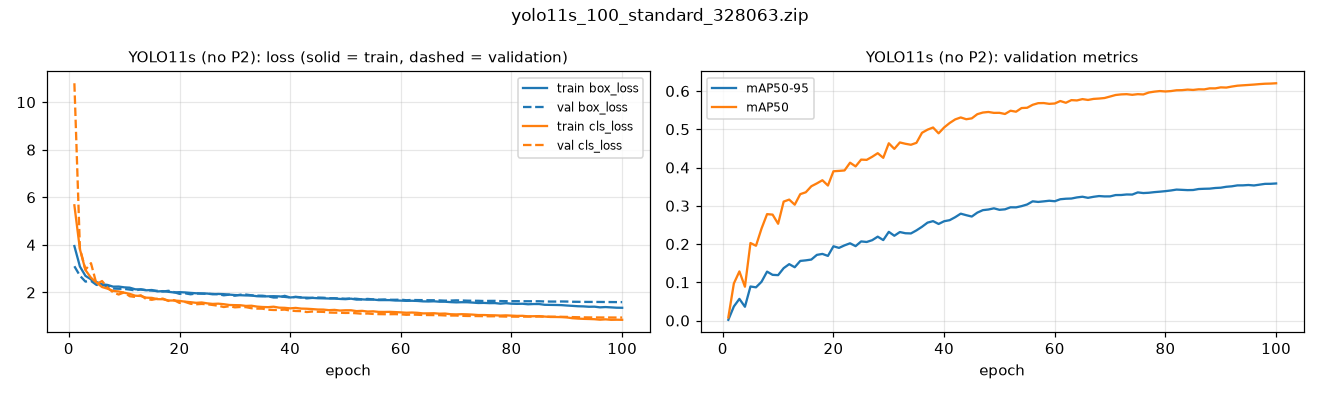 yolo11s_100_standard_328063.zip
YOLO11s (no P2): loss (solid = train, dashed = validation)
10
8
6
4
2
train box_loss
val box_loss
train cls_loss
val cls_loss
0
20
40
60
80
100
epoch
YOLO11s (no P2): validation metrics
0.6
0.5
0.4
0.3
0.2
0.1
0.0
mAP50-95
mAP50
0
20
40
60
80
100
epoch